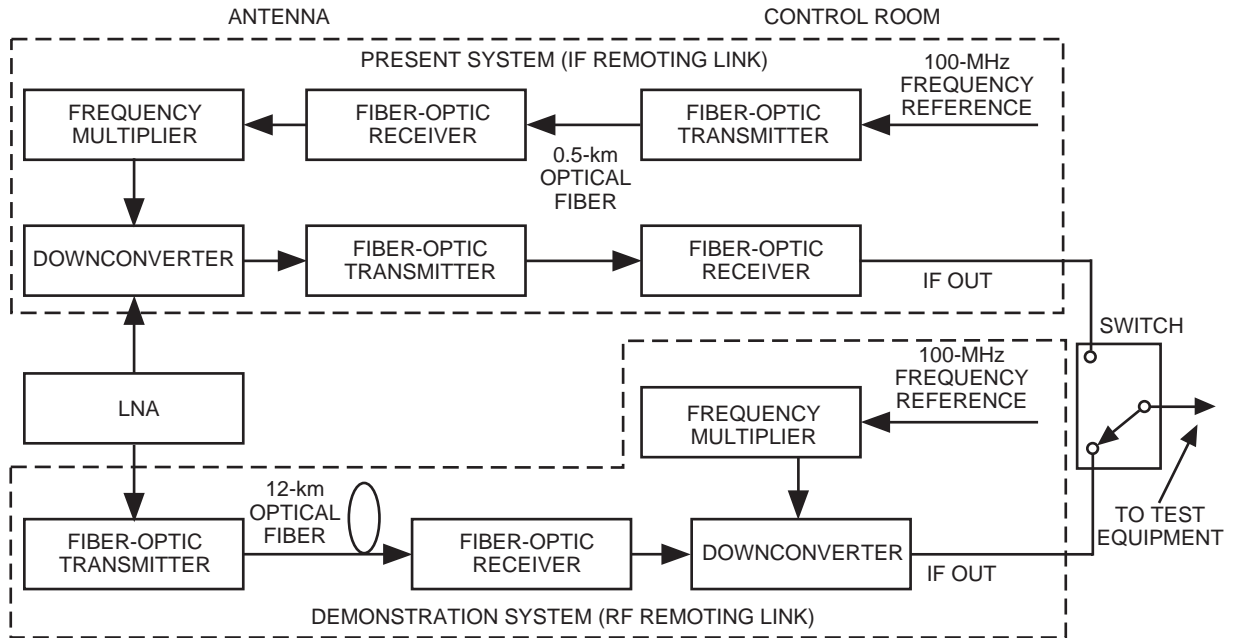 ANTENNA
CONTROL ROOM
PRESENT SYSTEM (IF REMOTING LINK)
100-MHz
FREQUENCY
REFERENCE
FREQUENCY
MULTIPLIER
FIBER-OPTIC
RECEIVER
FIBER-OPTIC
TRANSMITTER
0.5-km
OPTICAL
FIBER
DOWNCONVERTER
FIBER-OPTIC
TRANSMITTER
FIBER-OPTIC
RECEIVER
IF OUT
SWITCH
LNA
100-MHz
FREQUENCY
REFERENCE
FREQUENCY
MULTIPLIER
12-km
OPTICAL
FIBER
FIBER-OPTIC
TRANSMITTER
FIBER-OPTIC
RECEIVER
DOWNCONVERTER
IF OUT
TO TEST
EQUIPMENT
DEMONSTRATION SYSTEM (RF REMOTING LINK)